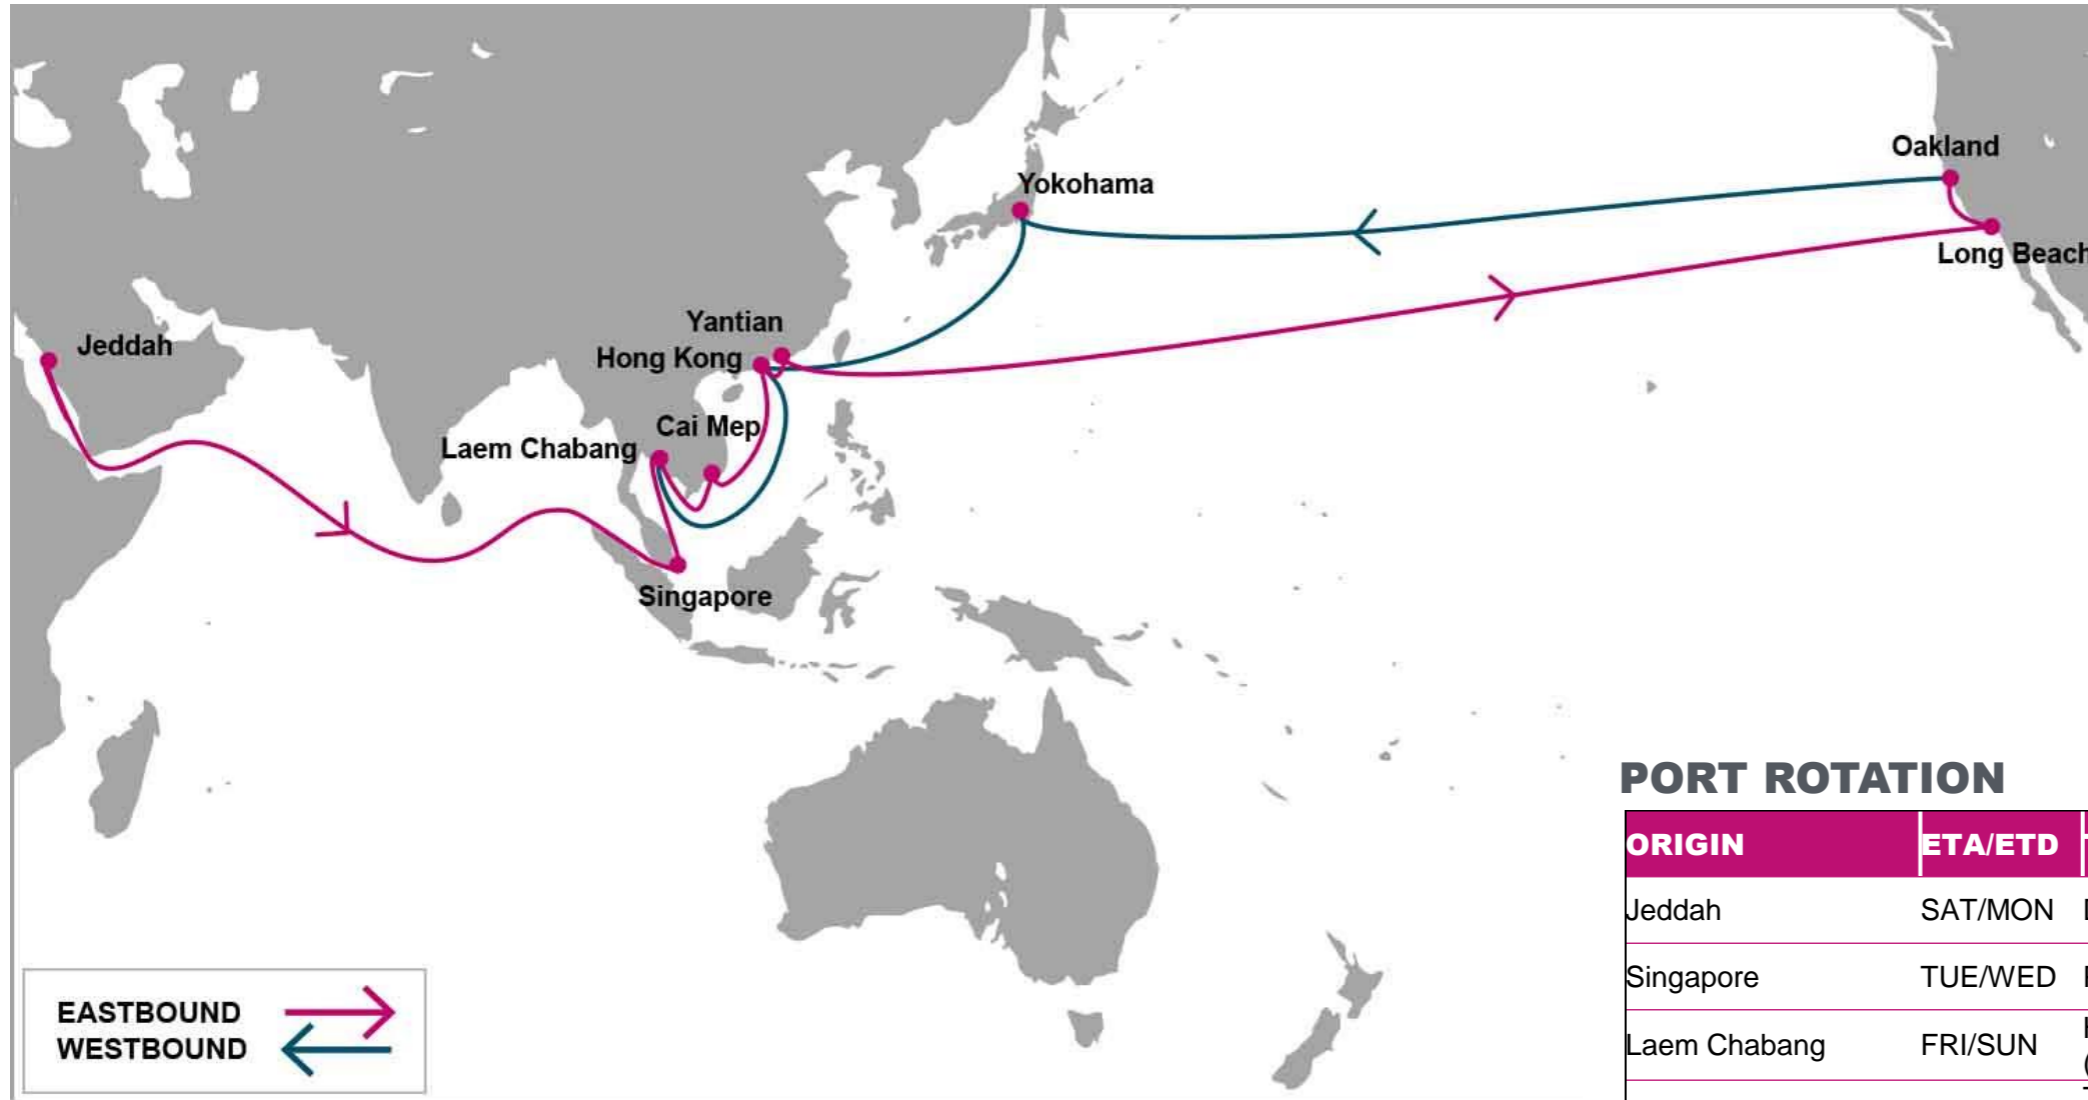 Oakland
Yokohama
Long Beach
Yantian
Jeddah
Hong Kong
Cai Mep
Laem Chabang
Singapore
PORT ROTATION
ORIGIN ETA/ETD
Jeddah SAT/MON
Singapore TUE/WED
Laem Chabang FRI/SUN
EASTBOUND
WESTBOUND